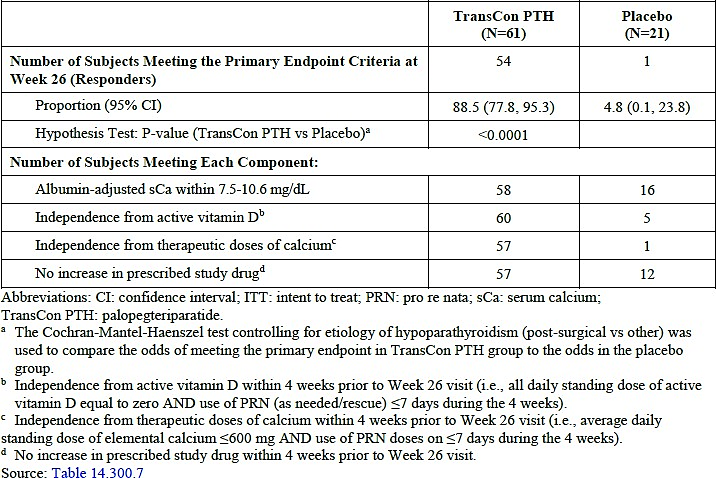 TransCon PTH Placebo
(N=61) (N=21)
Number of Subjects Meeting the Primary Endpoint Criteria at 54 1
Week 26 (Responders)
Proportion (95% CI) 88.5 (77.8, 95.3) 4.8 (0.1, 23.8)
Hypothesis Test: P-value (TransCon PTH vs Placebo)a <0.0001
Number of Subjects Meeting Each Component:
Albumin-adjusted sCa within 7.5-10.6 mg/dL 58 16
Independence from active vitamin Db 60 5
Independence from therapeutic doses of calciumc 57 1
No increase in prescribed study drugd 57 12
Abbreviations: CI: confidence interval; ITT: intent to treat; PRN: pro re nata; sCa: serum calcium;
TransCon PTH: palopegteriparatide.
a The Cochran-Mantel-Haenszel test controlling for etiology of hypoparathyroidism (post-surgical vs other) was
used to compare the odds of meeting the primary endpoint in TransCon PTH group to the odds in the placebo
group.
b Independence from active vitamin D within 4 weeks prior to Week 26 visit (i.e., all daily standing dose of active
vitamin D equal to zero AND use of PRN (as needed/rescue) ≤7 days during the 4 weeks).
c Independence from therapeutic doses of calcium within 4 weeks prior to Week 26 visit (i.e., average daily
standing dose of elemental calcium ≤600 mg AND use of PRN doses on ≤7 days during the 4 weeks).
d No increase in prescribed study drug within 4 weeks prior to Week 26 visit.
Source: Table 14.300.7